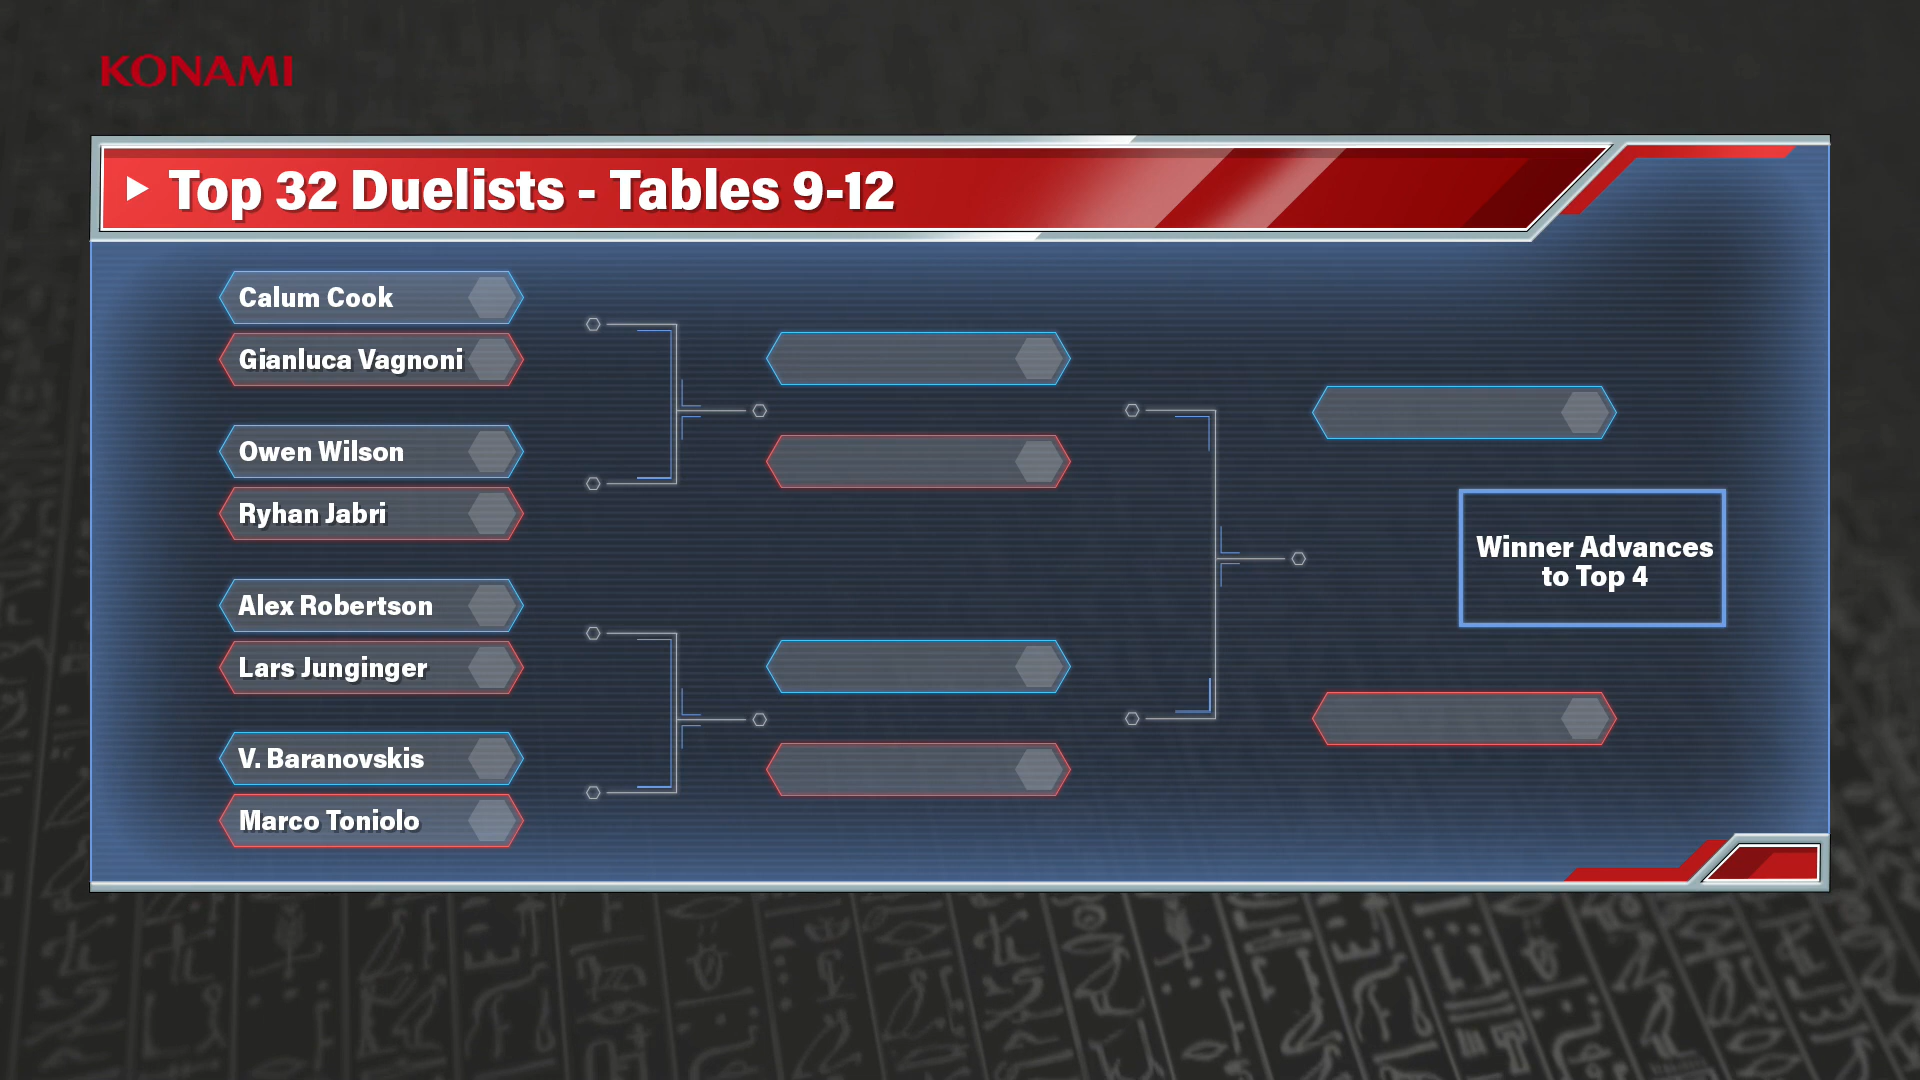 KONAMI
Top 32 Duelists - Tables 9-12
Calum Cook
Gianluca Vagnoni
Owen Wilson
Ryhan Jabri
Alex Robertson
Lars Junginger
V. Baranovskis
Marco Toniolo
Winner Advances
to Top 4